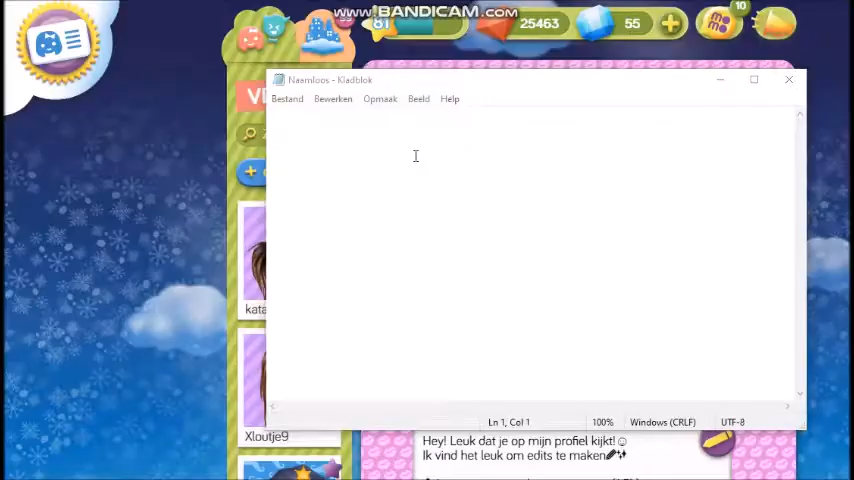 www.BANDICAM.com
81
25463
55
10
Naamloos - Kladblok
Bestand Bewerken Opmaak Beeld Help
kata
Xloutje9
Ln 1, Col 1 100% Windows (CRLF) UTF-8
Hey! Leuk dat je op mijn profiel kijkt!☺
Ik vind het leuk om edits te maken